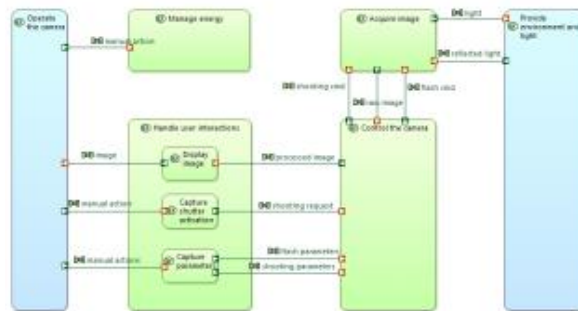 Operate
the camera
Manage energy
Acquire image
Provide
environment and
light
manual action
light
reflected light
shooting cmd
flash cmd
raw image
Handle user interactions
Control the camera
image
Display
image
processed image
manual action
Capture
shutter
activation
shooting request
manual action
Capture
parameter
flash parameters
shooting parameters